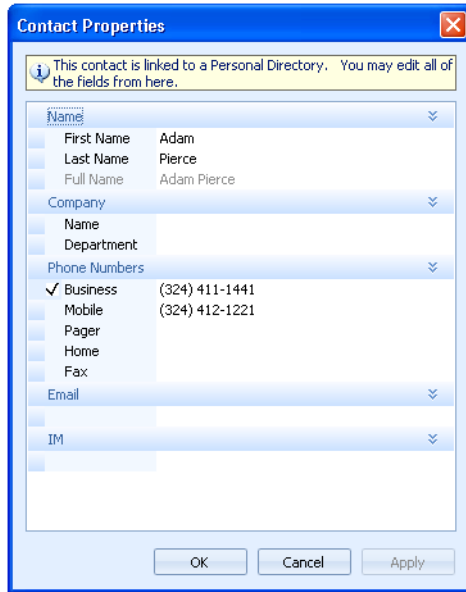 Contact Properties
This contact is linked to a Personal Directory. You may edit all of
the fields from here.
Name
First Name Adam
Last Name Pierce
Full Name Adam Pierce
Company
Name
Department
Phone Numbers
Business (324) 411-1441
Mobile (324) 412-1221
Pager
Home
Fax
Email
IM
OK Cancel Apply